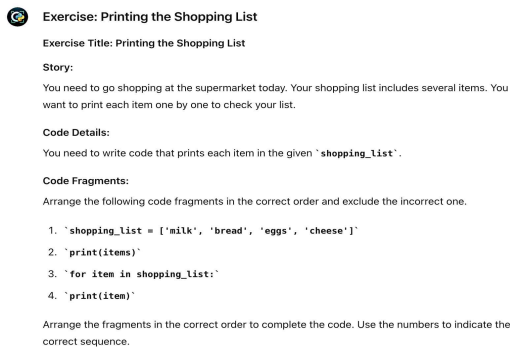 Exercise: Printing the Shopping List
Exercise Title: Printing the Shopping List
Story:
You need to go shopping at the supermarket today. Your shopping list includes several items. You
want to print each item one by one to check your list.
Code Details:
You need to write code that prints each item in the given `shopping_list`.
Code Fragments:
Arrange the following code fragments in the correct order and exclude the incorrect one.
1. `shopping_list = ['milk', 'bread', 'eggs', 'cheese']`
2. `print(items)`
3. `for item in shopping_list:`
4. `print(item)`
Arrange the fragments in the correct order to complete the code. Use the numbers to indicate the
correct sequence.